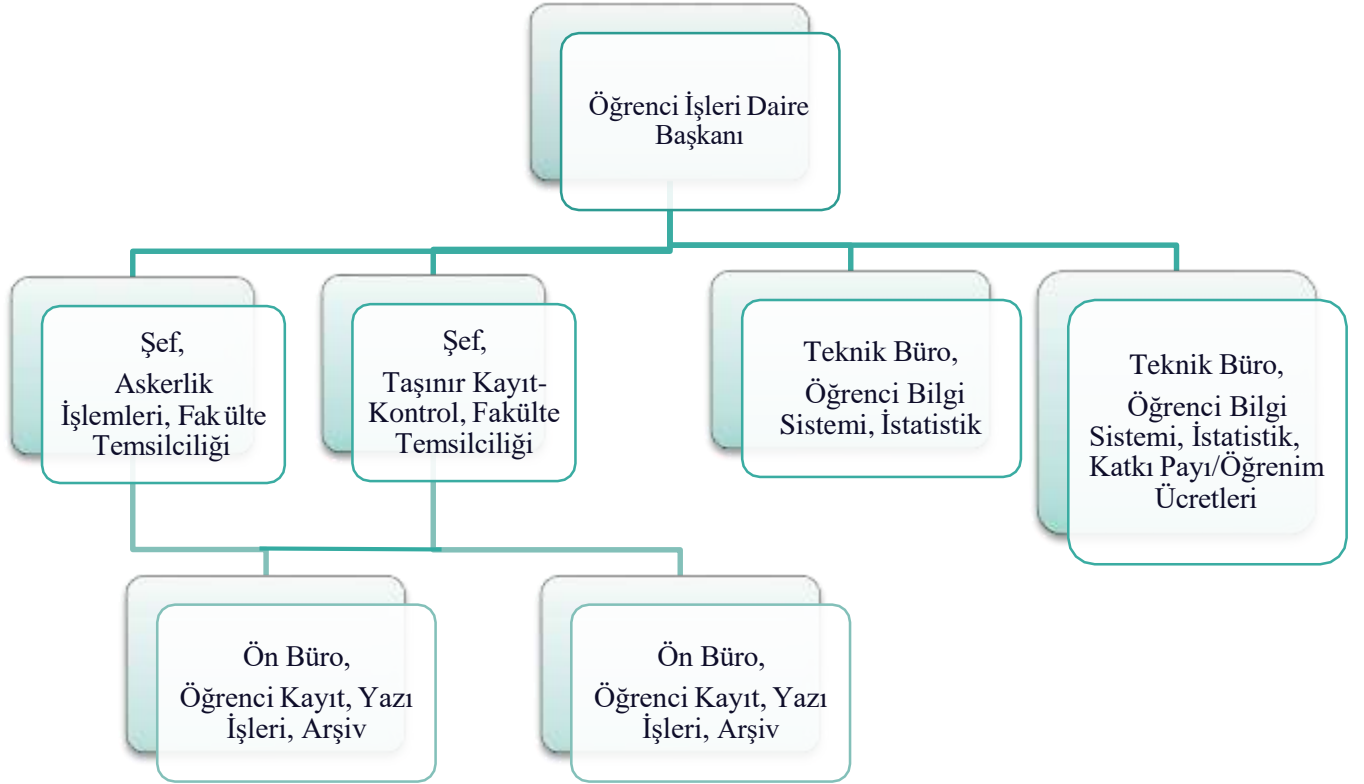 Öğrenci İşleri Daire
Başkanı
Şef,
Askerlik
İşlemleri, Fakülte
Temsilciliği
Şef,
Taşınır Kayıt-
Kontrol, Fakülte
Temsilciliği
Teknik Büro,
Öğrenci Bilgi
Sistemi, İstatistik
Teknik Büro,
Öğrenci Bilgi
Sistemi, İstatistik,
Katkı Payı/Öğrenim
Ücretleri
Ön Büro,
Öğrenci Kayıt, Yazı
İşleri, Arşiv
Ön Büro,
Öğrenci Kayıt, Yazı
İşleri, Arşiv